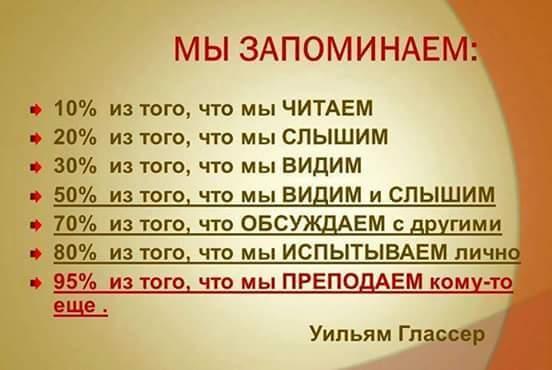 МЫ ЗАПОМИНАЕМ:
10% из того, что мы ЧИТАЕМ
20% из того, что мы СЛЫШИМ
30% из того, что мы ВИДИМ
50% из того, что мы ВИДИМ и СЛЫШИМ
70% из того, что ОБСУЖДАЕМ с другими
80% из того, что мы ИСПЫТЫВАЕМ лично
95% из того, что мы ПРЕПОДАЕМ кому-то
еще .
Уильям Глассер